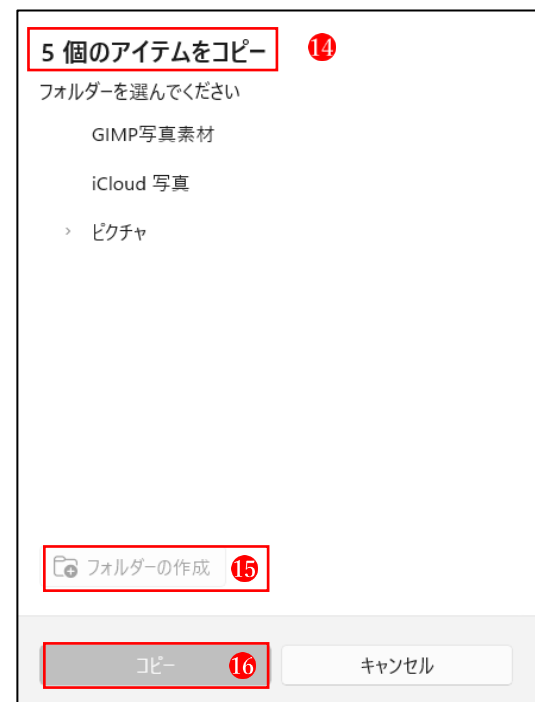 5 個のアイテムをコピー 14
フォルダーを選んでください
GIMP写真素材
iCloud 写真
ピクチャ
フォルダーの作成 15
コピー 16 キャンセル